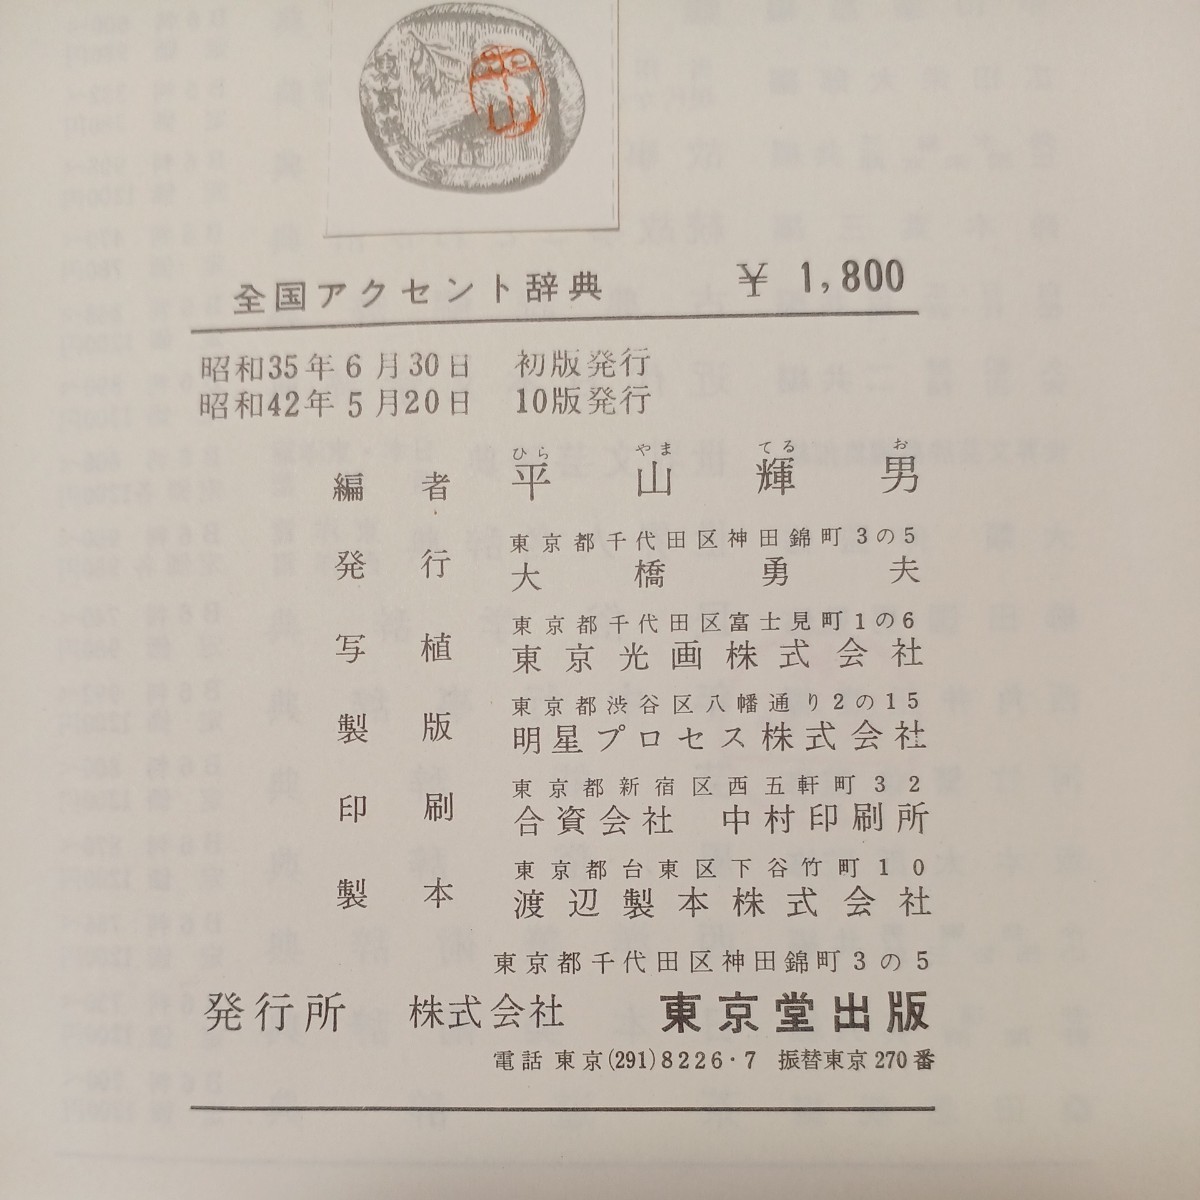 平山
全国アクセント辞典 ¥ 1,800
昭和35年6月30日 初版発行
昭和42年5月20日 10版発行
ひら やま てる お
編者 平山輝男
東京都千代田区神田錦町3の5
発行 大橋勇夫
東京都千代田区富士見町1の6
写植 東京光画株式会社
東京都渋谷区八幡通り2の15
製版 明星プロセス株式会社
東京都新宿区西五軒町32
印刷 合資会社 中村印刷所
東京都台東区下谷竹町10
製本 渡辺製本株式会社
東京都千代田区神田錦町3の5
発行所 株式会社 東京堂出版
電話 東京(291)8226・7 振替東京270番